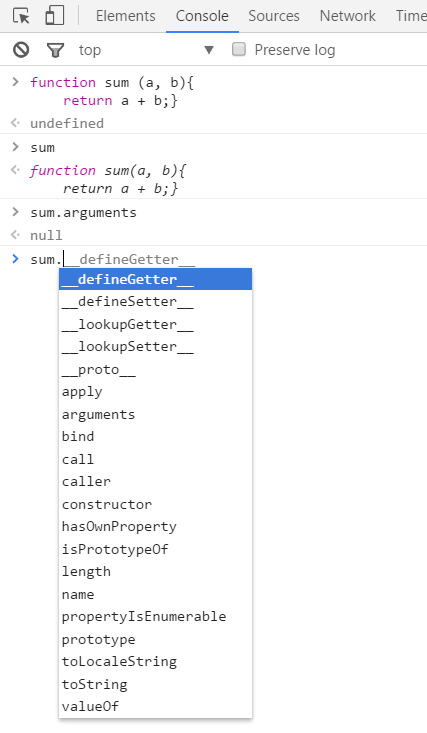 Elements Console Sources Network Time
top Preserve log
function sum (a, b){
return a + b;}
undefined
sum
function sum(a, b){
return a + b;}
sum.arguments
null
sum.__defineGetter__
__defineGetter__
__defineSetter__
__lookupGetter__
__lookupSetter__
__proto__
apply
arguments
bind
call
caller
constructor
hasOwnProperty
isPrototypeOf
length
name
propertyIsEnumerable
prototype
toLocaleString
toString
valueOf